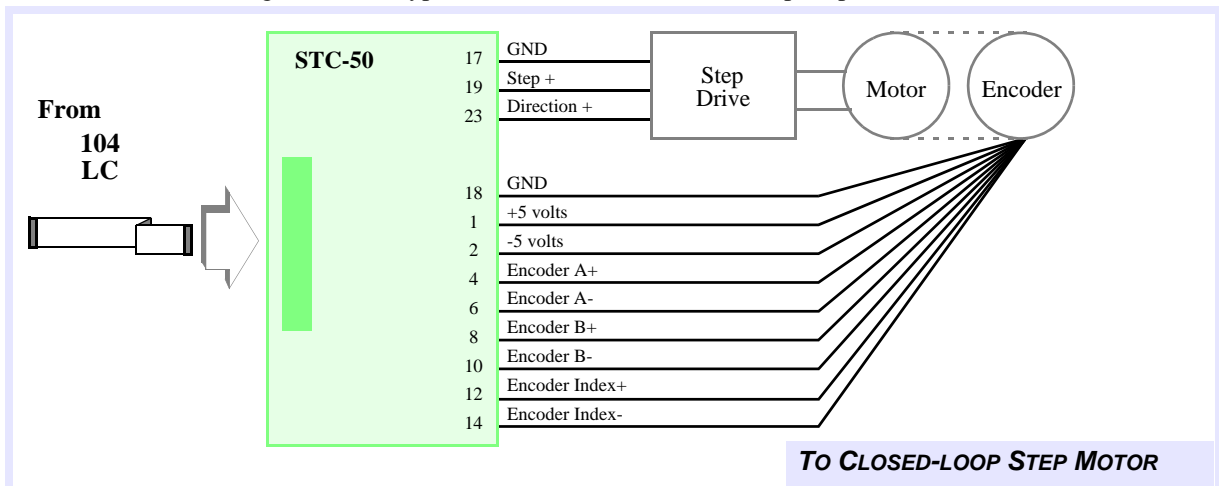 STC-50
17 GND
19 Step +
23 Direction +
Step
Drive
Motor
Encoder
From
104
LC
18 GND
1 +5 volts
2 -5 volts
4 Encoder A+
6 Encoder A-
8 Encoder B+
10 Encoder B-
12 Encoder Index+
14 Encoder Index-
TO CLOSED-LOOP STEP MOTOR